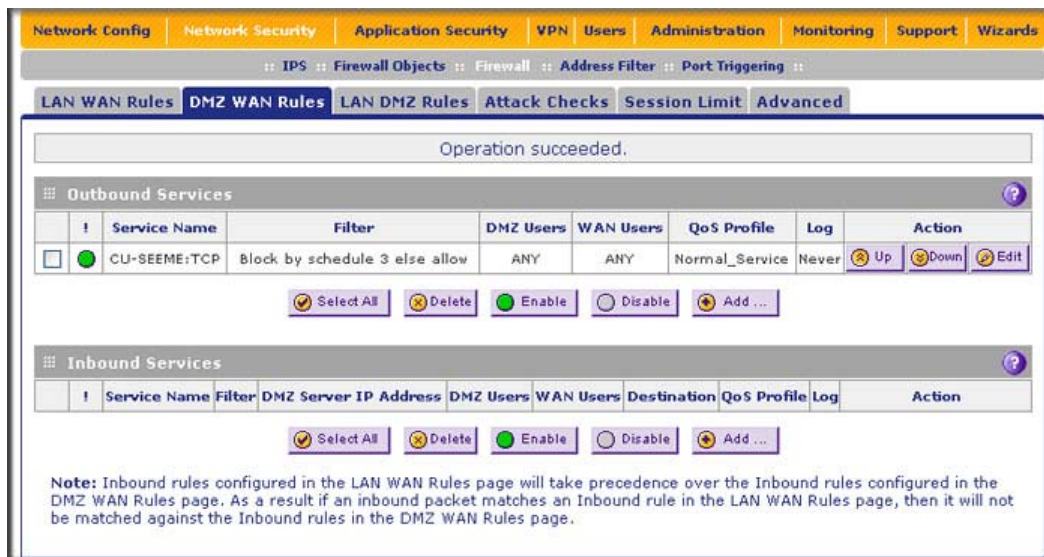 Network Config Network Security Application Security VPN Users Administration Monitoring Support Wizards
:: IPS :: Firewall Objects :: Firewall :: Address Filter :: Port Triggering ::
LAN WAN Rules DMZ WAN Rules LAN DMZ Rules Attack Checks Session Limit Advanced
Operation succeeded.
Outbound Services ?
! Service Name Filter DMZ Users WAN Users QoS Profile Log Action
CU-SEEME:TCP Block by schedule 3 else allow ANY ANY Normal_Service Never Up Down Edit
Select All Delete Enable Disable Add ...
Inbound Services ?
! Service Name Filter DMZ Server IP Address DMZ Users WAN Users Destination QoS Profile Log Action
Select All Delete Enable Disable Add ...
Note: Inbound rules configured in the LAN WAN Rules page will take precedence over the Inbound rules configured in the
DMZ WAN Rules page. As a result if an inbound packet matches an Inbound rule in the LAN WAN Rules page, then it will not
be matched against the Inbound rules in the DMZ WAN Rules page.